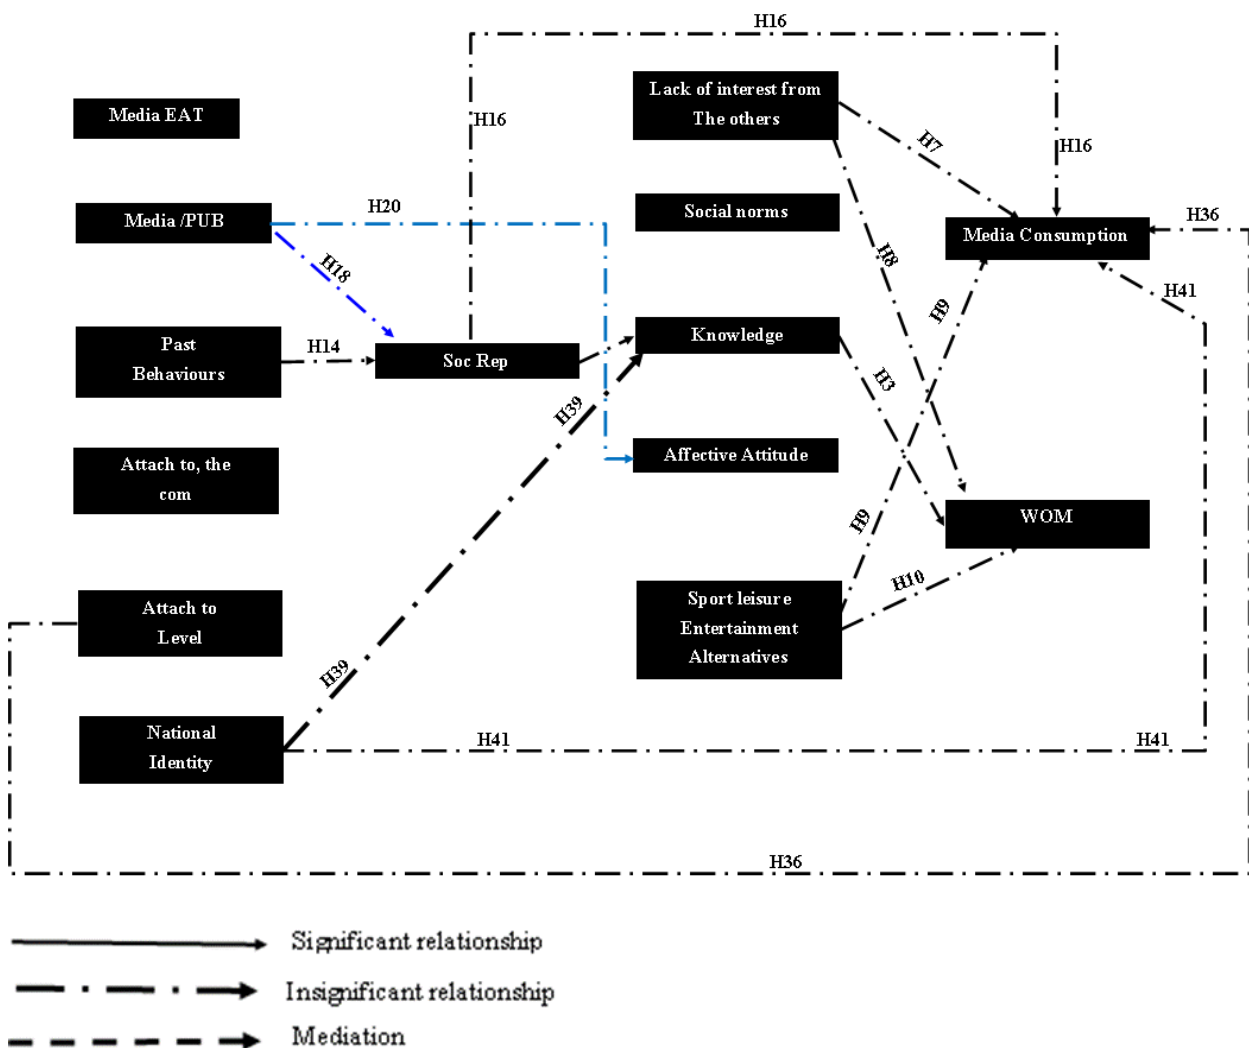 H16
Lack of interest from
The others
Media EAT
H16
H7
H16
Media /PUB
H20
Social norms
Media Consumption
H36
H18
H8
H41
H9
Past
Behaviours
H14
Soc Rep
Knowledge
H3
H39
Attach to, the
com
Affective Attitude
WOM
H9
H10
Attach to
Level
Sport leisure
Entertainment
Alternatives
H39
National
Identity
H41
H41
H36
Significant relationship
Insignificant relationship
Mediation